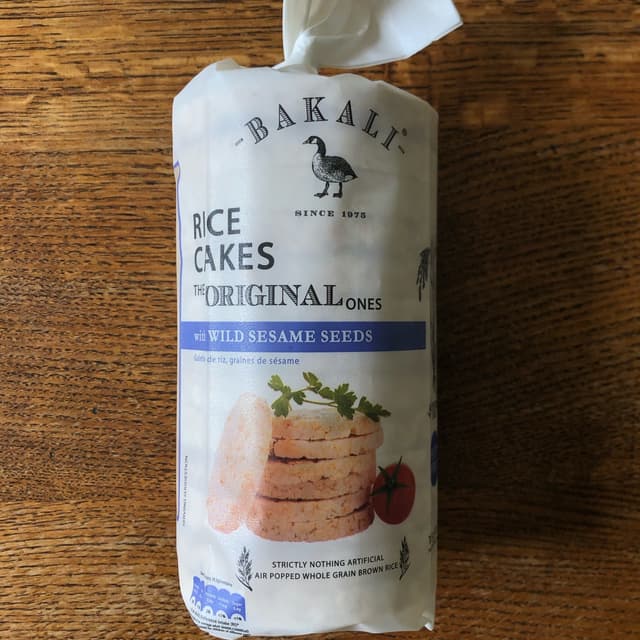 BAKALI®
SINCE 1975
RICE
CAKES
THE ORIGINAL ONES
with WILD SESAME SEEDS
de riz, graines de sésame
STRICTLY NOTHING ARTIFICIAL
AIR POPPED WHOLE GRAIN BROWN RICE